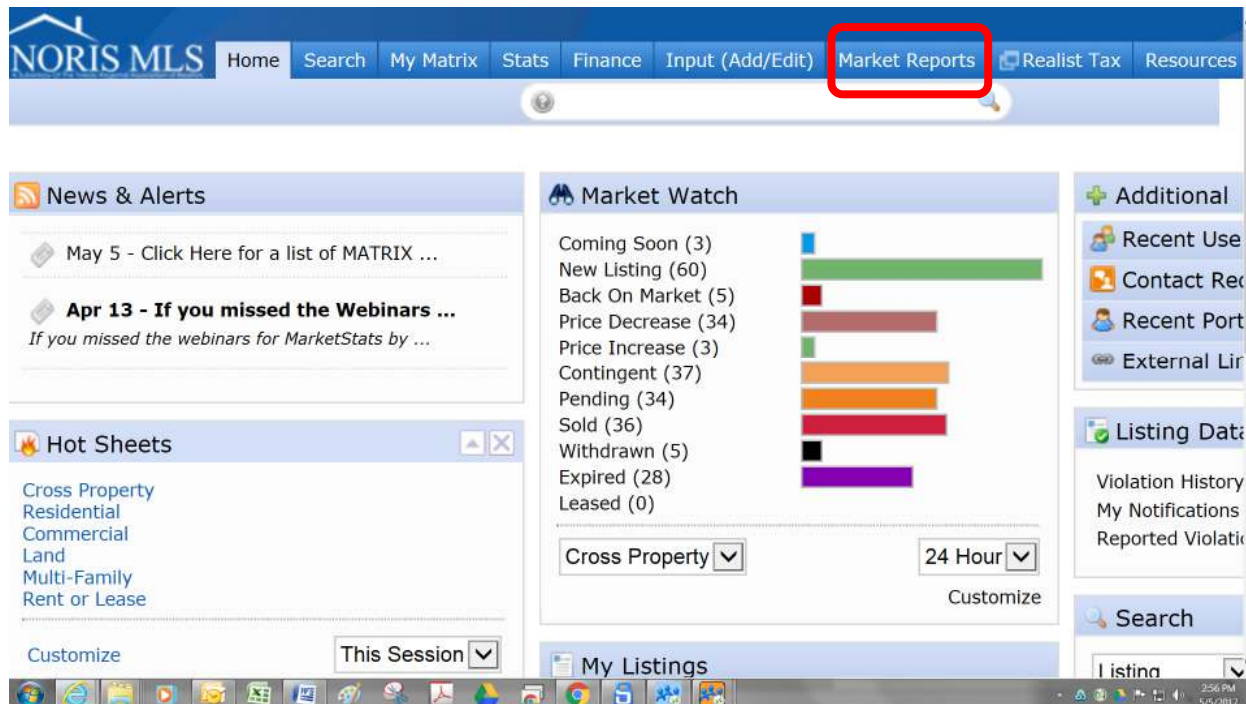 NORIS MLS Home Search My Matrix Stats Finance Input (Add/Edit) Market Reports Realist Tax Resources
News & Alerts
May 5 - Click Here for a list of MATRIX ...
Apr 13 - If you missed the Webinars ...
If you missed the webinars for MarketStats by ...
Hot Sheets
Cross Property
Residential
Commercial
Land
Multi-Family
Rent or Lease
Customize This Session
Market Watch
Coming Soon (3)
New Listing (60)
Back On Market (5)
Price Decrease (34)
Price Increase (3)
Contingent (37)
Pending (34)
Sold (36)
Withdrawn (5)
Expired (28)
Leased (0)
Cross Property 24 Hour
Customize
My Listings
Additional
Recent Use
Contact Rec
Recent Port
External Lin
Listing Data
Violation History
My Notifications
Reported Violatio
Search
Listing
2:56 PM
5/5/2017